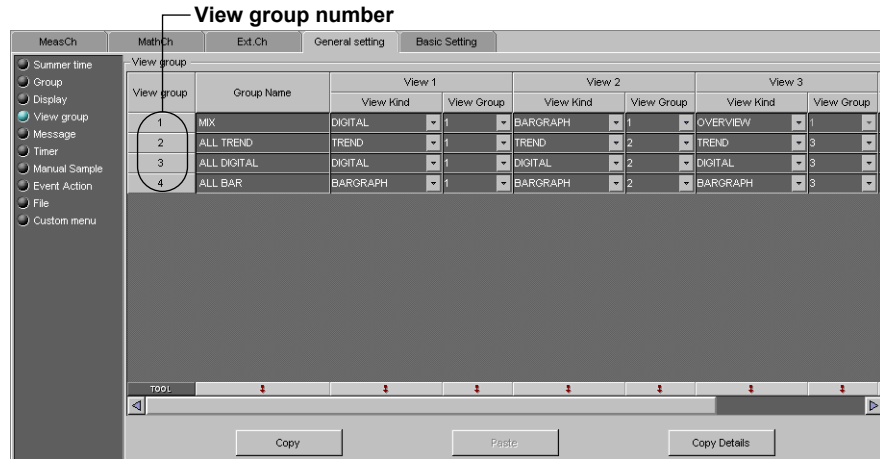 View group number
MeasCh MathCh Ext.Ch General setting Basic Setting
Summer time
Group
Display
View group
Message
Timer
Manual Sample
Event Action
File
Custom menu
View group
View group Group Name View 1 View 2 View 3
View Kind View Group View Kind View Group View Kind View Group
1 MIX DIGITAL 1 BARGRAPH 1 OVERVIEW 1
2 ALL TREND TREND 1 TREND 2 TREND 3
3 ALL DIGITAL DIGITAL 1 DIGITAL 2 DIGITAL 3
4 ALL BAR BARGRAPH 1 BARGRAPH 2 BARGRAPH 3
TOOL
Copy Paste Copy Details